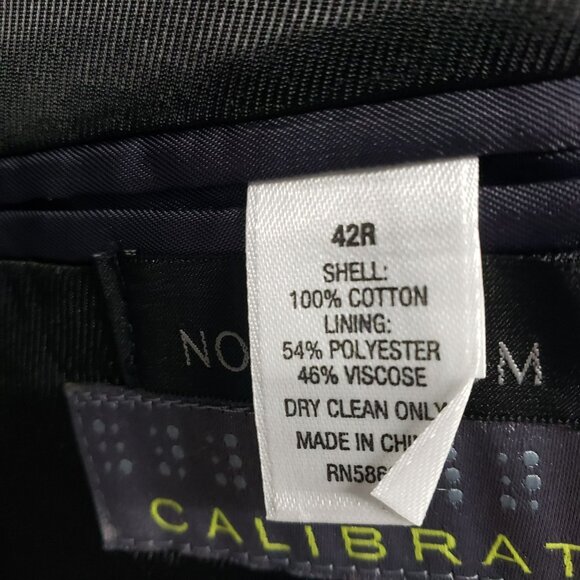 42R
SHELL:
100% COTTON
LINING:
54% POLYESTER
46% VISCOSE
DRY CLEAN ONLY
MADE IN CHI
RN586
NO M
CALIBRAT